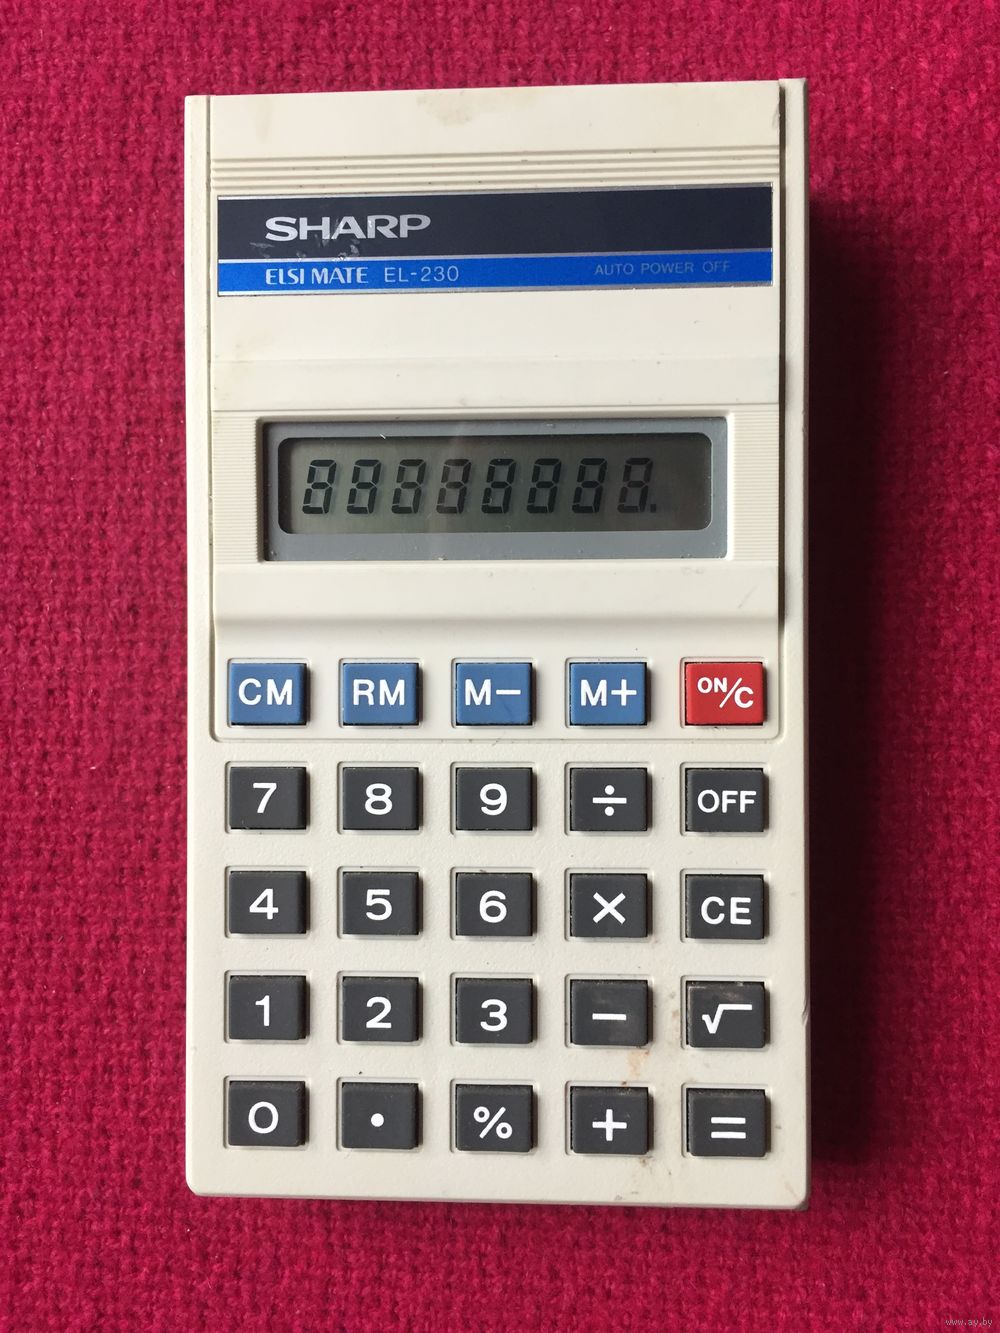 SHARP
ELSI MATE EL-230 AUTO POWER OFF
88888888.
CM RM M− M+ ON/C
7 8 9 ÷ OFF
4 5 6 × CE
1 2 3 − √
0 • % + =
www.ay.by